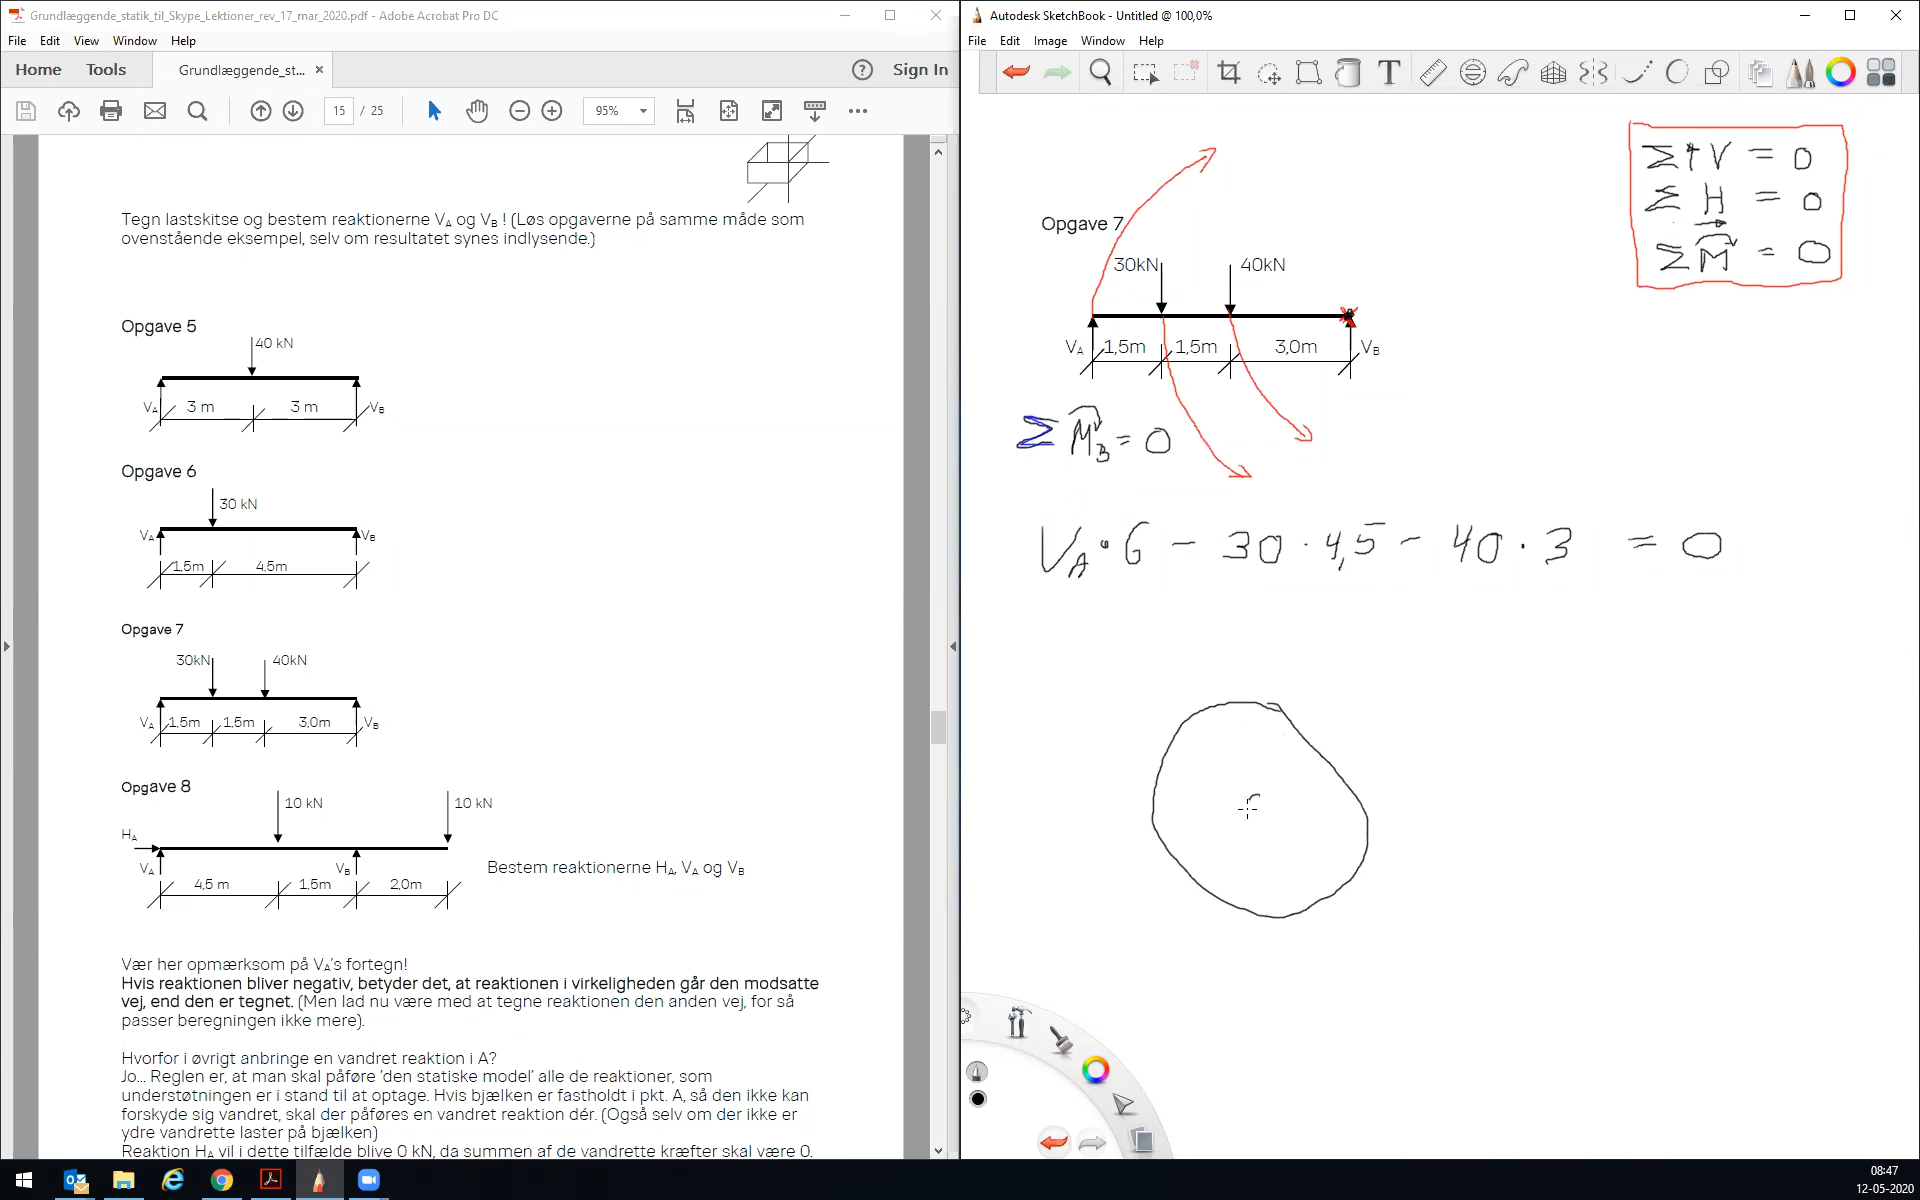 Grundlæggende_statik_til_Skype_Lektioner_rev_17_mar_2020.pdf - Adobe Acrobat Pro DC
File Edit View Window Help
Home Tools Grundlæggende_st... × Sign In
15 / 25 95%
Tegn lastskitse og bestem reaktionerne VA og VB ! (Løs opgaverne på samme måde som
ovenstående eksempel, selv om resultatet synes indlysende.)
Opgave 5
40 kN
VA 3 m 3 m VB
Opgave 6
30 kN
VA VB
1,5m 4,5m
Opgave 7
30kN 40kN
VA 1,5m 1,5m 3,0m VB
Opgave 8
10 kN 10 kN
HA
VA VB
4,5 m 1,5m 2,0m
Bestem reaktionerne HA, VA og VB
Vær her opmærksom på VA's fortegn!
Hvis reaktionen bliver negativ, betyder det, at reaktionen i virkeligheden går den modsatte
vej, end den er tegnet. (Men lad nu være med at tegne reaktionen den anden vej, for så
passer beregningen ikke mere).
Hvorfor i øvrigt anbringe en vandret reaktion i A?
Jo... Reglen er, at man skal påføre 'den statiske model' alle de reaktioner, som
understøtningen er i stand til at optage. Hvis bjælken er fastholdt i pkt. A, så den ikke kan
forskyde sig vandret, skal der påføres en vandret reaktion dér. (Også selv om der ikke er
ydre vandrette laster på bjælken)
Reaktion HA vil i dette tilfælde blive 0 kN, da summen af de vandrette kræfter skal være 0.
Autodesk SketchBook - Untitled @ 100,0%
File Edit Image Window Help
Σ↑V = 0
Σ H = 0
Σ M = 0
Opgave 7
30kN 40kN
VA 1,5m 1,5m 3,0m VB
Σ MB = 0
VA · 6 - 30 · 4,5 - 40 · 3 = 0
08:47
12-05-2020